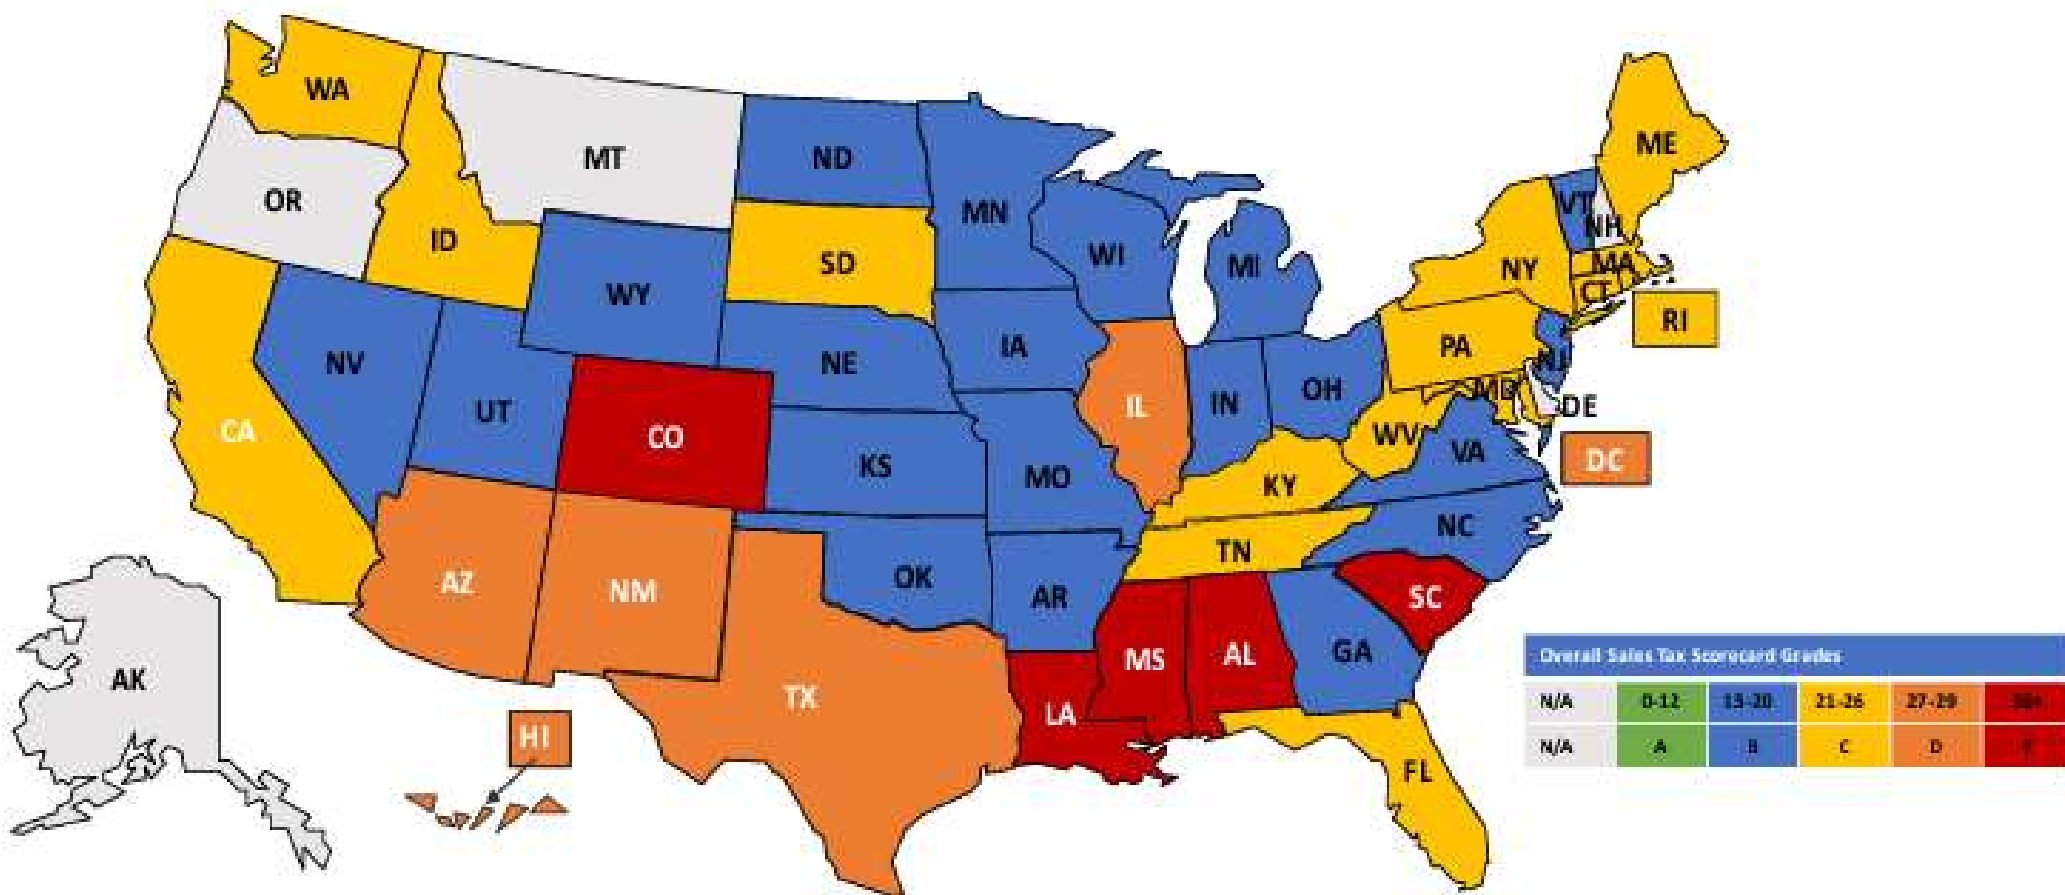 WA
MT
ND
ME
OR
MN
VT
NH
ID
SD
WI
MI
NY
MA
CT
WY
RI
NV
NE
IA
PA
NJ
UT
CO
IL
IN
OH
MD
DE
CA
KS
MO
WV
VA
DC
KY
NC
TN
AZ
NM
OK
AR
SC
AK
TX
LA
MS
AL
GA
HI
FL
Overall Sales Tax Scorecard Grades
N/A 0-12 13-20 21-26 27-29 30+
N/A A B C D F